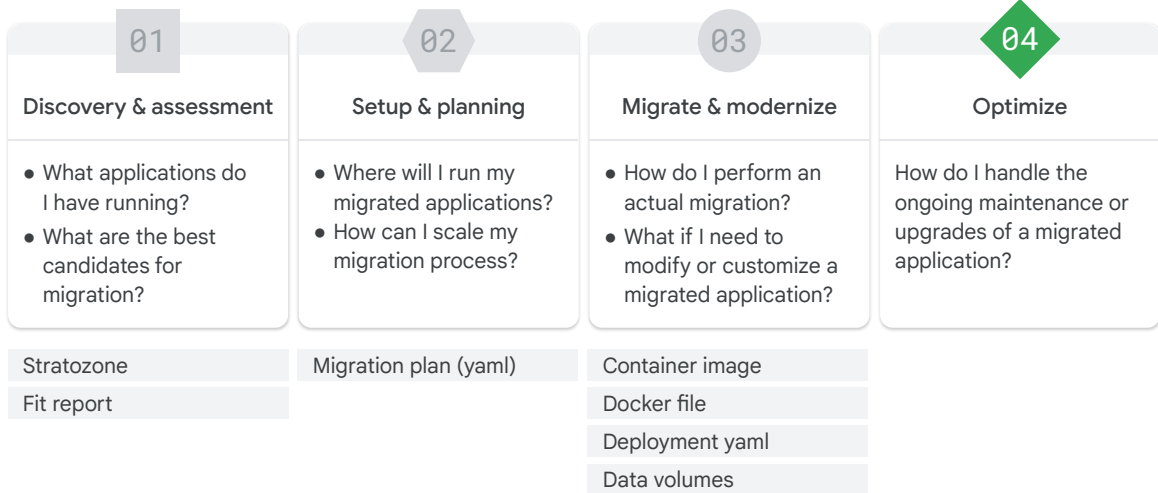 01
Discovery & assessment
● What applications do
I have running?
● What are the best
candidates for
migration?
Stratozone
Fit report
02
Setup & planning
● Where will I run my
migrated applications?
● How can I scale my
migration process?
Migration plan (yaml)
03
Migrate & modernize
● How do I perform an
actual migration?
● What if I need to
modify or customize a
migrated application?
Container image
Docker file
Deployment yaml
Data volumes
04
Optimize
How do I handle the
ongoing maintenance or
upgrades of a migrated
application?